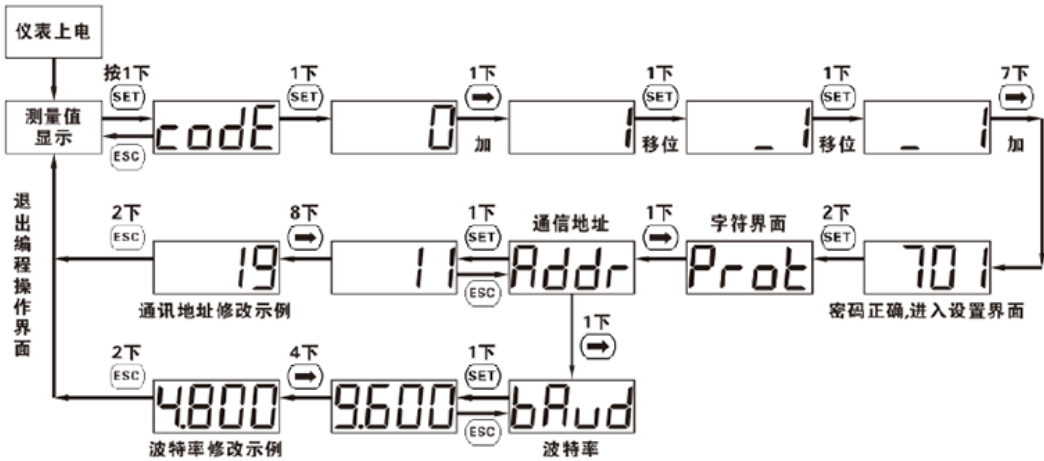 仪表上电
按1下
SET
1下
SET
1下
1下
SET
1下
SET
7下
测量值
显示
codE
0
1
_1
_ 1
ESC
加
移位
移位
加
退出编程操作界面
2下
ESC
8下
1下
SET
通信地址
1下
字符界面
2下
SET
19
11
Addr
Prot
701
ESC
通讯地址修改示例
密码正确,进入设置界面
1下
2下
ESC
4下
1下
SET
4.800
9.600
bAud
ESC
波特率修改示例
波特率